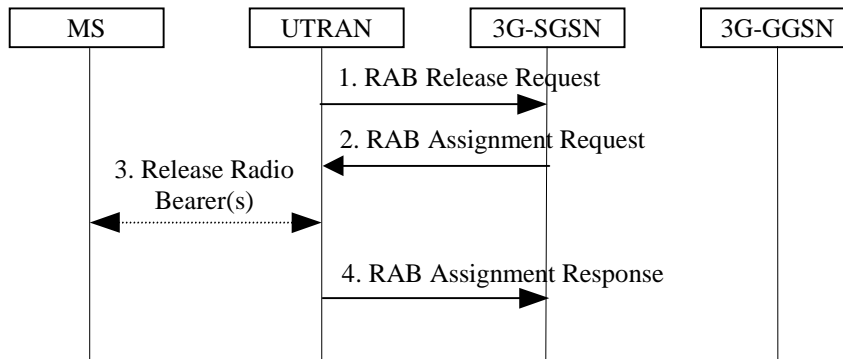 MS
UTRAN
3G-SGSN
3G-GGSN
1. RAB Release Request
2. RAB Assignment Request
3. Release Radio
Bearer(s)
4. RAB Assignment Response